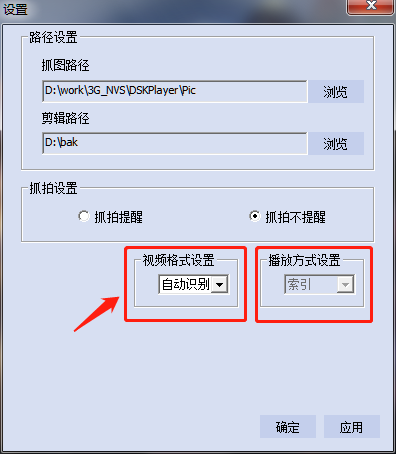 设置
路径设置
抓图路径
D:\work\3G_NVS\DSKPlayer\Pic
浏览
剪辑路径
D:\bak
浏览
抓拍设置
抓拍提醒
抓拍不提醒
视频格式设置
播放方式设置
自动识别
索引
确定
应用